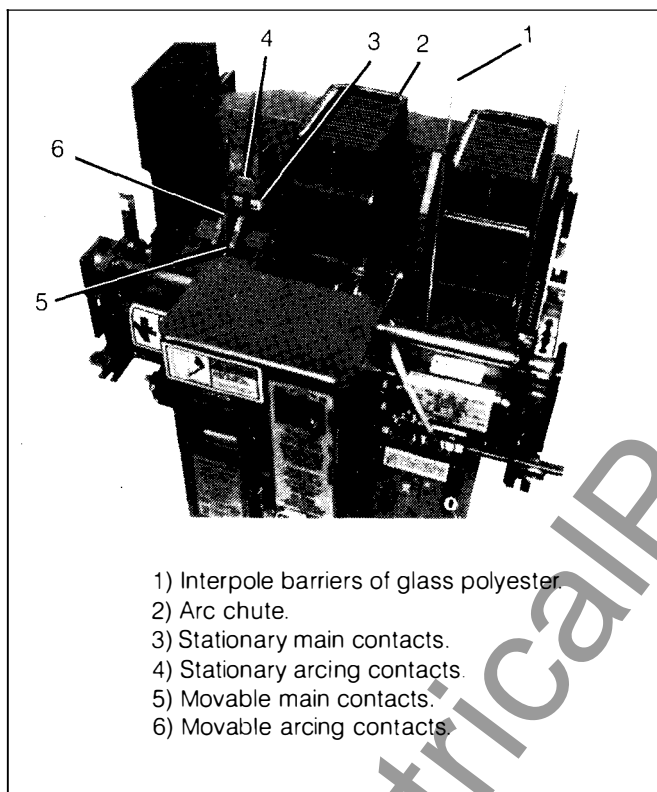 4
3
2
1
6
5
1) Interpole barriers of glass polyester.
2) Arc chute.
3) Stationary main contacts.
4) Stationary arcing contacts.
5) Movable main contacts.
6) Movable arcing contacts.